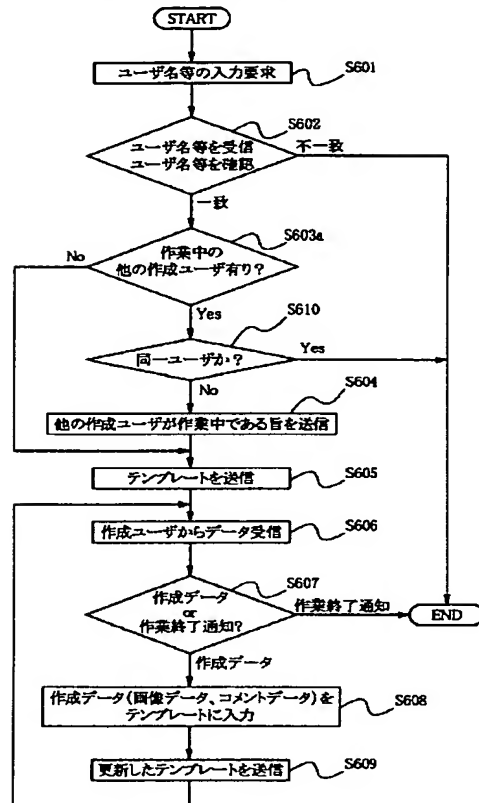 START
ユーザ名等の入力要求
S601
S602
ユーザ名等を受信
ユーザ名等を確認
不一致
一致
S603a
作業中の
他の作成ユーザ有り?
No
Yes
S610
同一ユーザか?
Yes
No
S604
他の作成ユーザが作業中である旨を送信
テンプレートを送信
S605
作成ユーザからデータ受信
S606
S607
作成データ
or
作業終了通知?
作業終了通知
END
作成データ
作成データ(画像データ、コメントデータ)を
テンプレートに入力
S608
更新したテンプレートを送信
S609